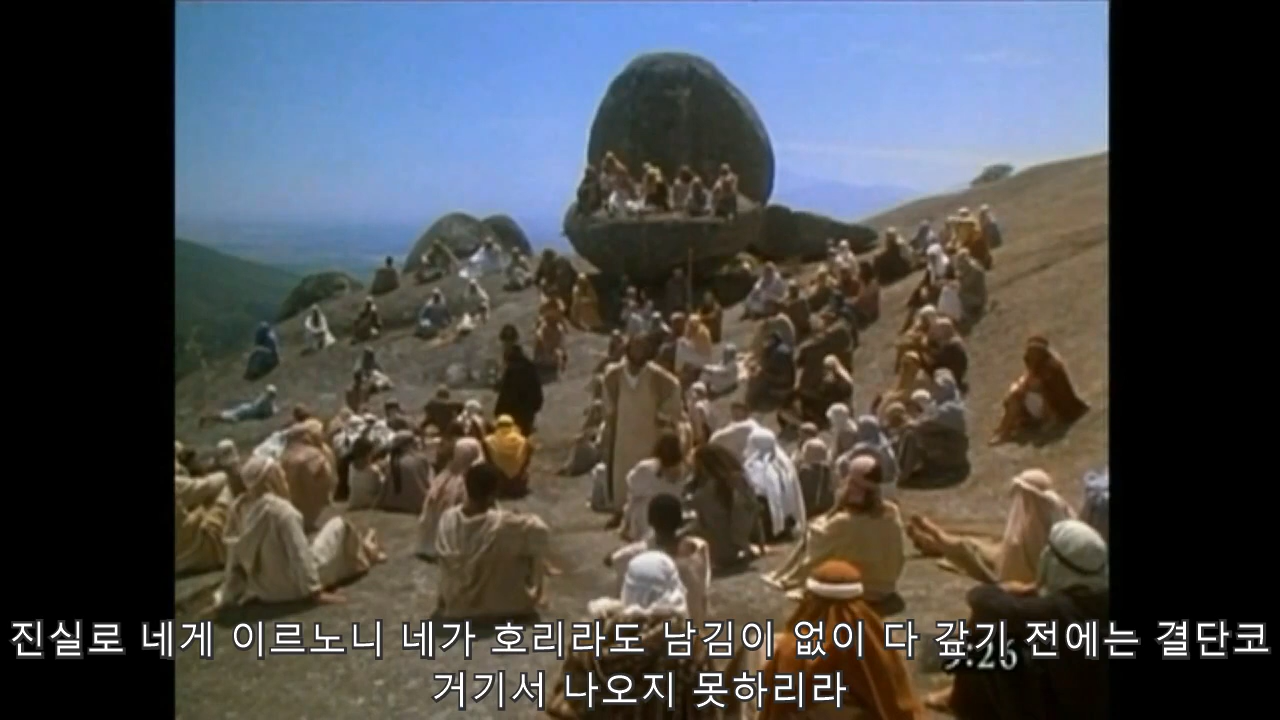 진실로 네게 이르노니 네가 호리라도 남김이 없이 다 갚기 전에는 결단코
거기서 나오지 못하리라